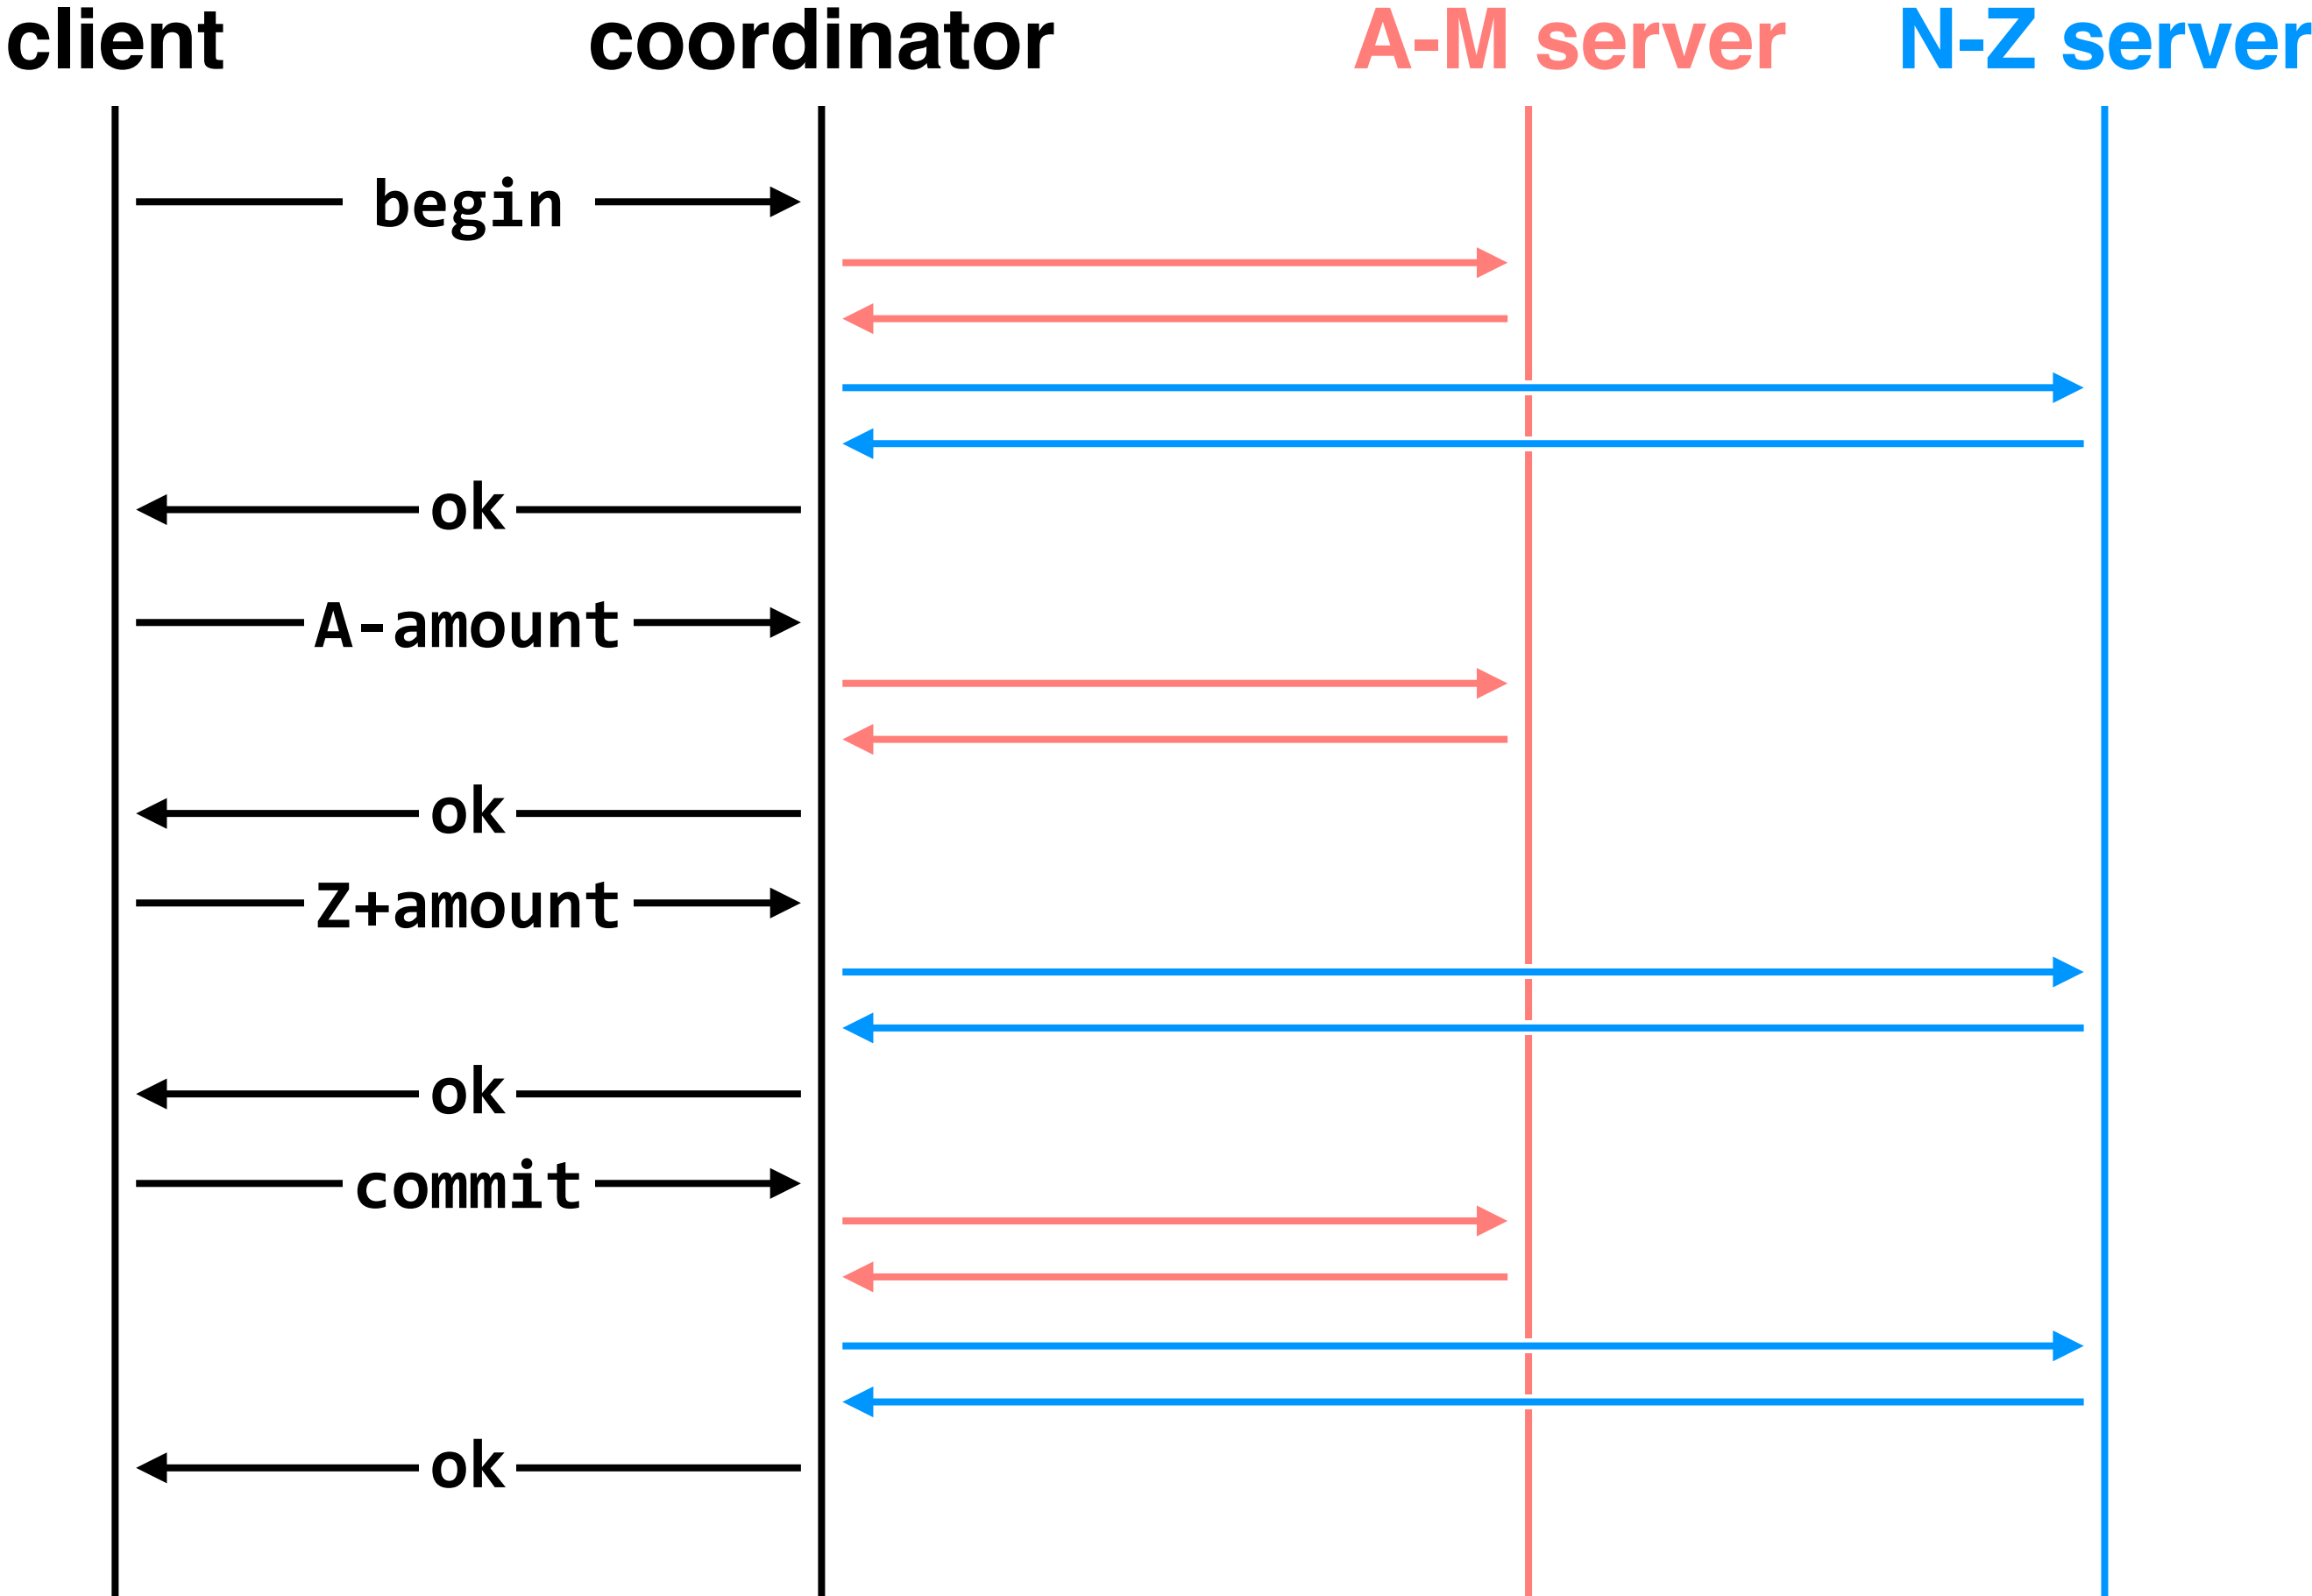 client coordinator A-M server N-Z server
begin
ok
A-amount
ok
Z+amount
ok
commit
ok